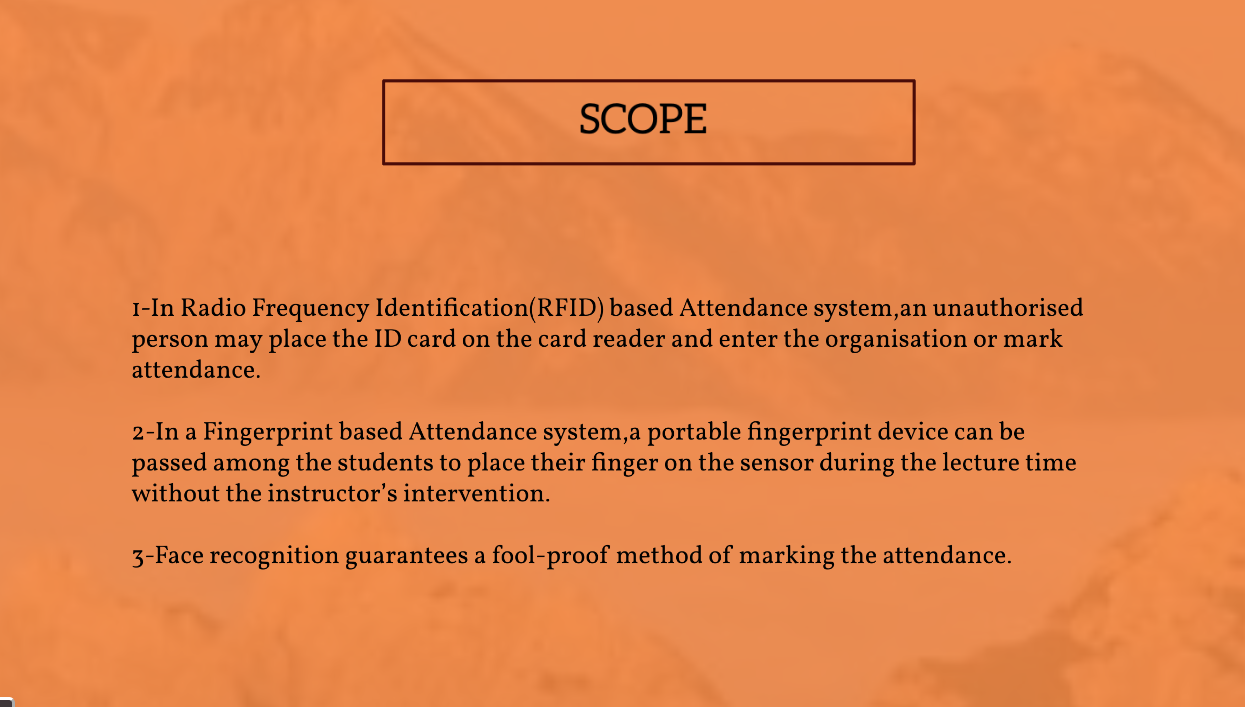 SCOPE
1-In Radio Frequency Identification(RFID) based Attendance system,an unauthorised
person may place the ID card on the card reader and enter the organisation or mark
attendance.
2-In a Fingerprint based Attendance system,a portable fingerprint device can be
passed among the students to place their finger on the sensor during the lecture time
without the instructor’s intervention.
3-Face recognition guarantees a fool-proof method of marking the attendance.